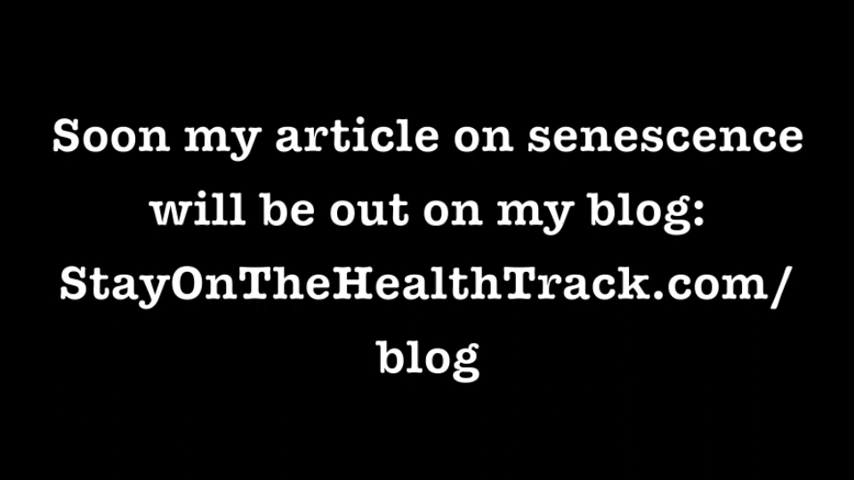 Soon my article on senescence
will be out on my blog:
StayOnTheHealthTrack.com/
blog